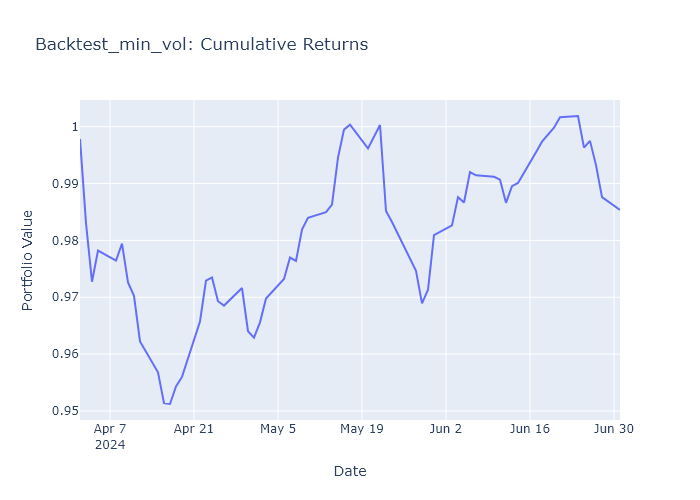 Backtest_min_vol: Cumulative Returns
Portfolio Value
1
0.99
0.98
0.97
0.96
0.95
Apr 7
2024
Apr 21
May 5
May 19
Jun 2
Jun 16
Jun 30
Date